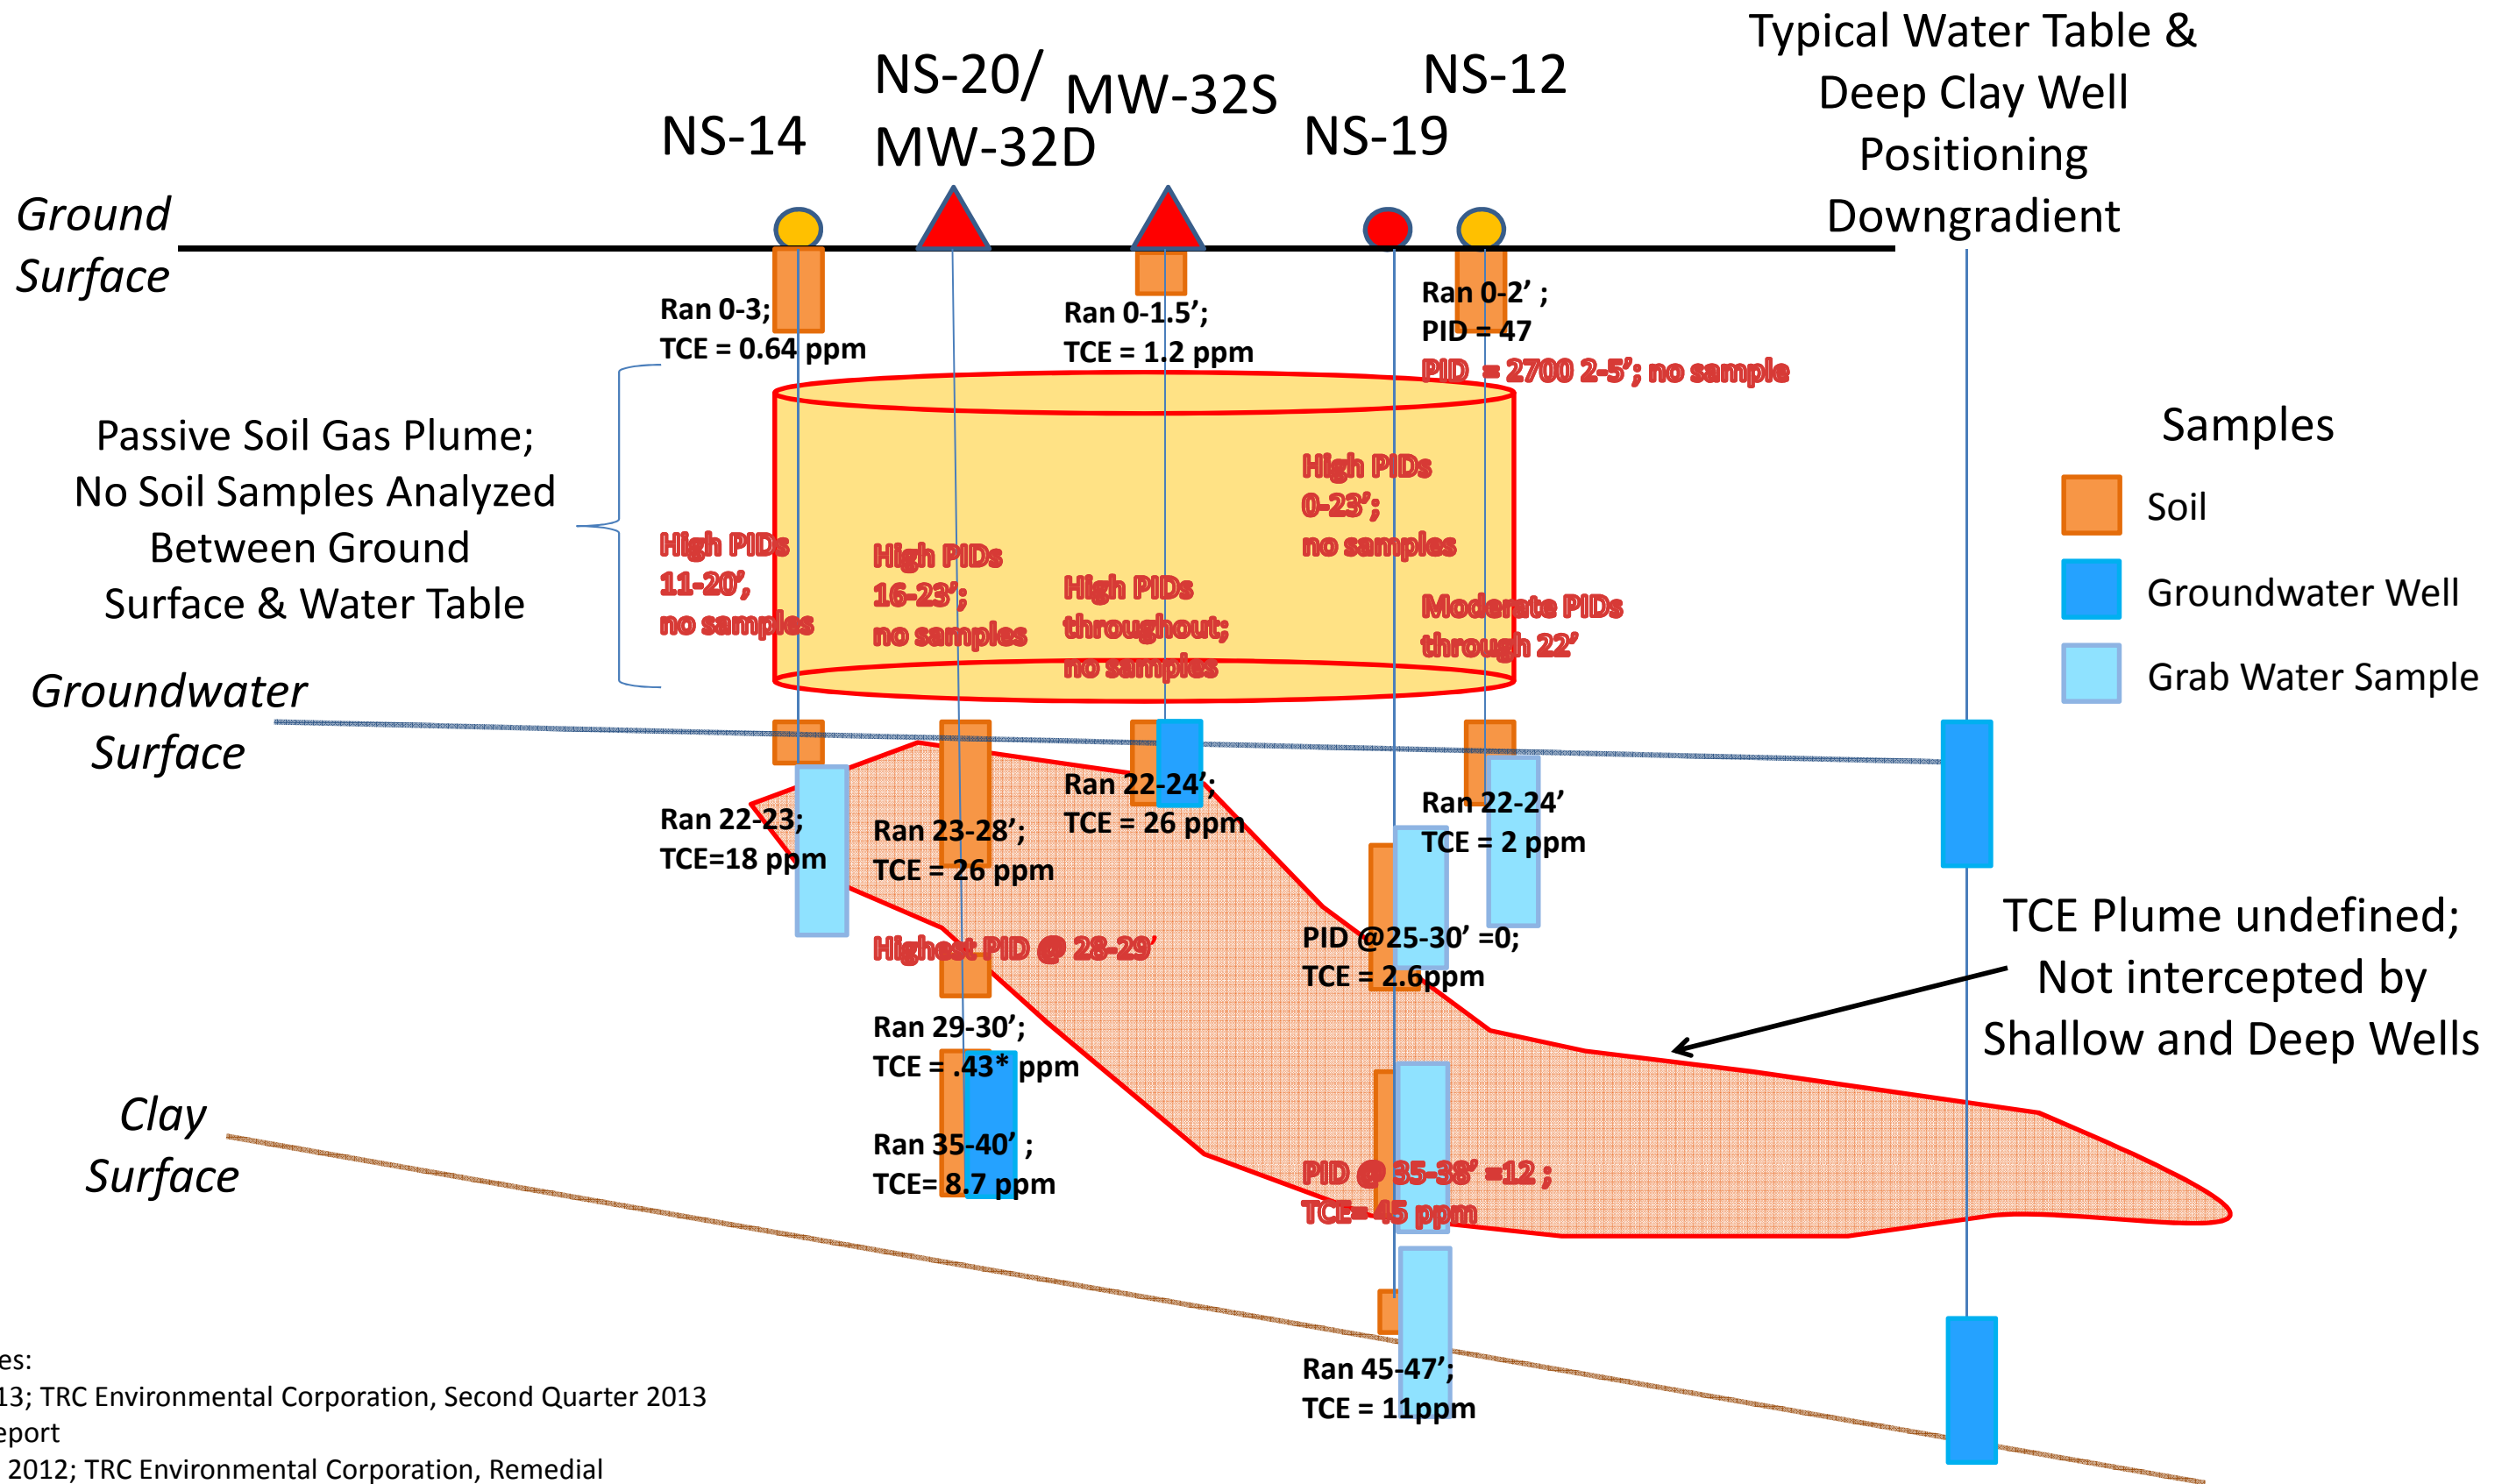 Typical Water Table &
Deep Clay Well
Positioning
Downgradient
NS-14
NS-20/
MW-32D
MW-32S
NS-19
NS-12
Ground
Surface
Ran 0-3;
TCE = 0.64 ppm
Ran 0-1.5’;
TCE = 1.2 ppm
Ran 0-2’ ;
PID = 47
PID = 2700 2-5’; no sample
Passive Soil Gas Plume;
No Soil Samples Analyzed
Between Ground
Surface & Water Table
High PIDs
11-20’,
no samples
High PIDs
16-23’;
no samples
High PIDs
throughout;
no samples
High PIDs
0-23’;
no samples
Moderate PIDs
through 22’
Samples
Soil
Groundwater Well
Grab Water Sample
Groundwater
Surface
Ran 22-23;
TCE=18 ppm
Ran 23-28’;
TCE = 26 ppm
Ran 22-24’;
TCE = 26 ppm
Ran 22-24’
TCE = 2 ppm
Highest PID @ 28-29’
PID @25-30’ =0;
TCE = 2.6ppm
TCE Plume undefined;
Not intercepted by
Shallow and Deep Wells
Ran 29-30’;
TCE = .43* ppm
Ran 35-40’ ;
TCE= 8.7 ppm
PID @ 35-38’ =12 ;
TCE= 45 ppm
Clay
Surface
Ran 45-47’;
TCE = 11ppm
es:
13; TRC Environmental Corporation, Second Quarter 2013
eport
2012; TRC Environmental Corporation, Remedial